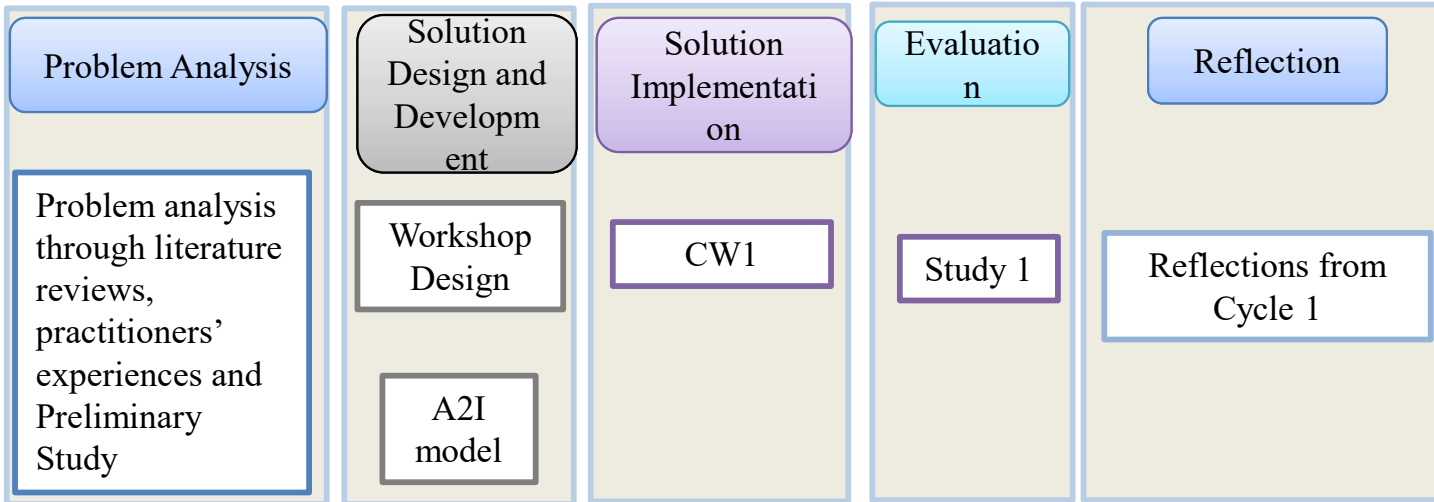 Problem Analysis
Problem analysis
through literature
reviews,
practitioners’
experiences and
Preliminary
Study
Solution
Design and
Developm
ent
Workshop
Design
A2I
model
Solution
Implementati
on
CW1
Evaluatio
n
Study 1
Reflection
Reflections from
Cycle 1